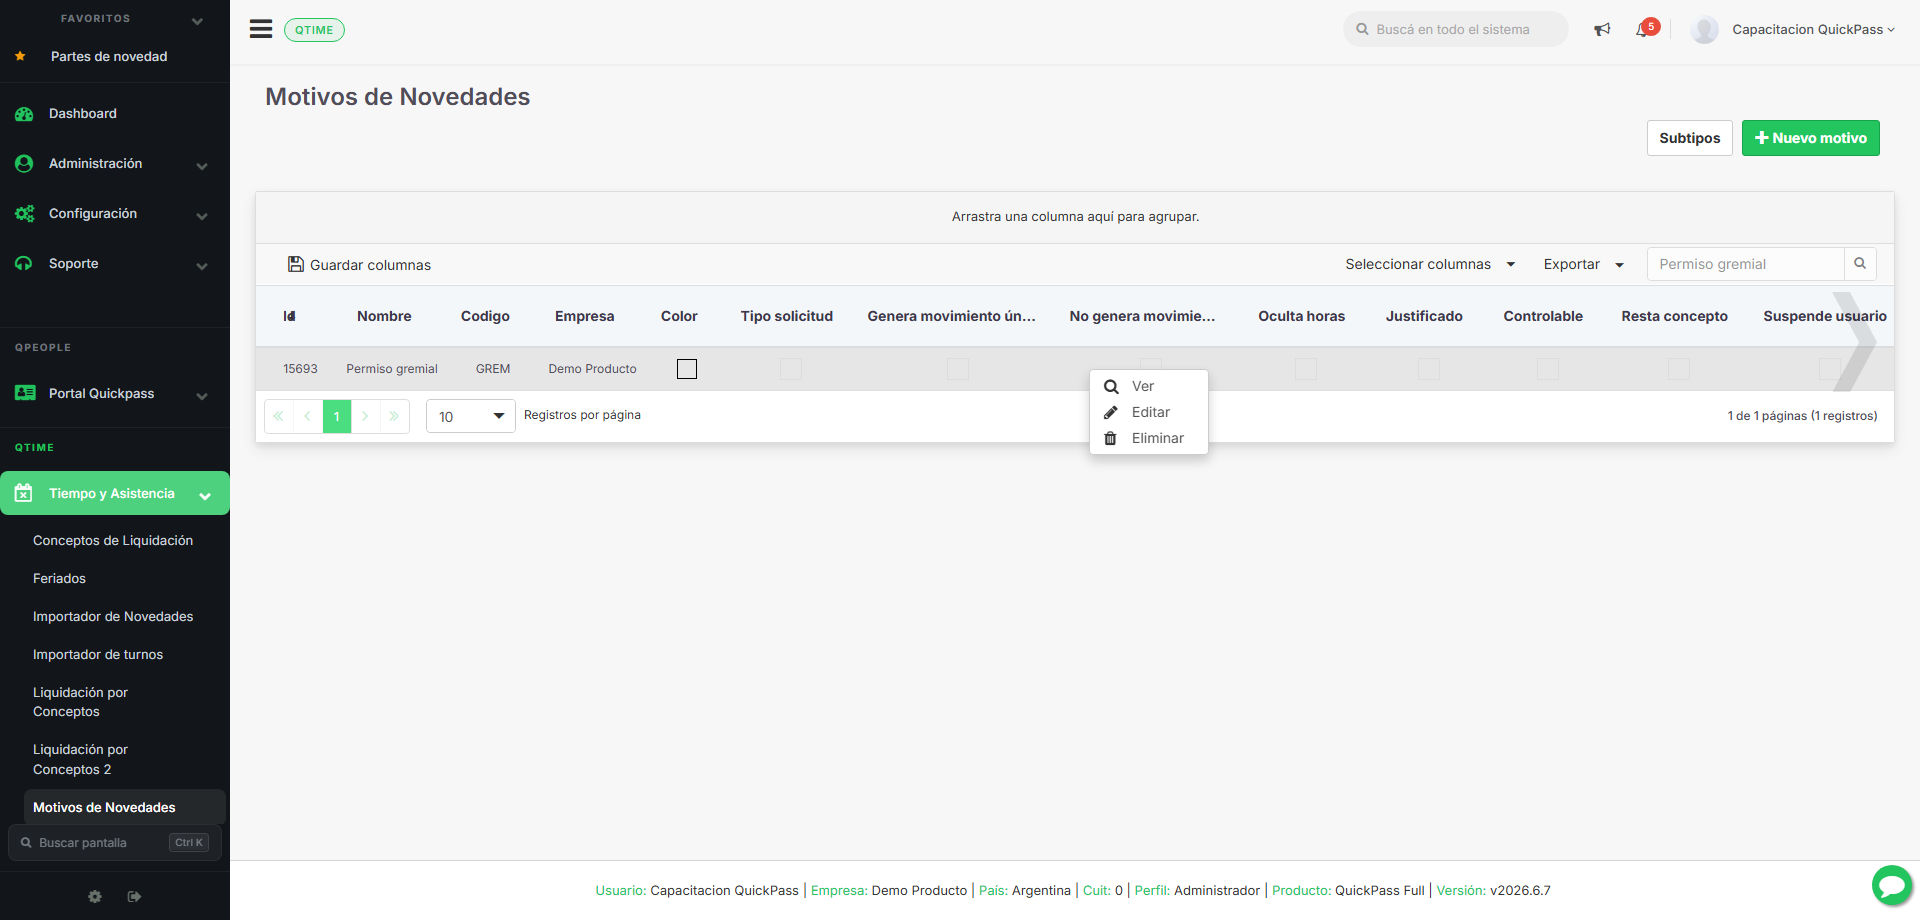 FAVORITOS
Partes de novedad
Dashboard
Administración
Configuración
Soporte
QPEOPLE
Portal Quickpass
QTIME
Tiempo y Asistencia
Conceptos de Liquidación
Feriados
Importador de Novedades
Importador de turnos
Liquidación por
Conceptos
Liquidación por
Conceptos 2
Motivos de Novedades
Buscar pantalla
Ctrl K
QTIME
Buscá en todo el sistema
5
Capacitacion QuickPass
Motivos de Novedades
Subtipos
Nuevo motivo
Arrastra una columna aquí para agrupar.
Guardar columnas
Seleccionar columnas
Exportar
Permiso gremial
Id Nombre Codigo Empresa Color Tipo solicitud Genera movimiento ún... No genera movimie... Oculta horas Justificado Controlable Resta concepto Suspende usuario
15693 Permiso gremial GREM Demo Producto
Ver
Editar
Eliminar
« ‹ 1 › »
10
Registros por página
1 de 1 páginas (1 registros)
Usuario: Capacitacion QuickPass | Empresa: Demo Producto | País: Argentina | Cuit: 0 | Perfil: Administrador | Producto: QuickPass Full | Versión: v2026.6.7